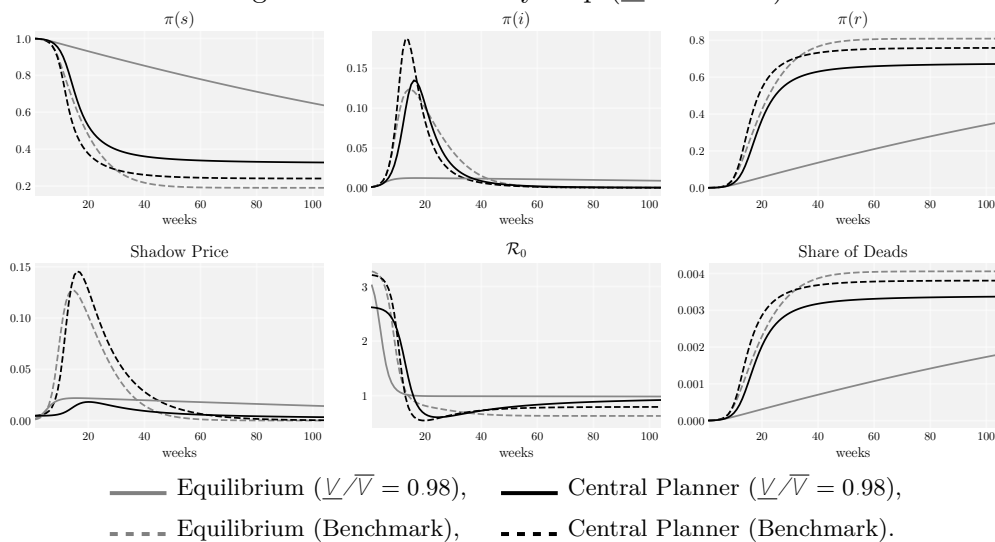 π(s) π(i) π(r)
1.0 0.8 0.6 0.4 0.2
0.15 0.10 0.05 0.00
0.8 0.6 0.4 0.2 0.0
20 40 60 80 100 20 40 60 80 100 20 40 60 80 100
weeks weeks weeks
Shadow Price R₀ Share of Deads
0.15 0.10 0.05 0.00
3 2 1
0.004 0.003 0.002 0.001 0.000
20 40 60 80 100 20 40 60 80 100 20 40 60 80 100
weeks weeks weeks
Equilibrium (V̲/V̅ = 0.98), Central Planner (V̲/V̅ = 0.98),
Equilibrium (Benchmark), Central Planner (Benchmark).